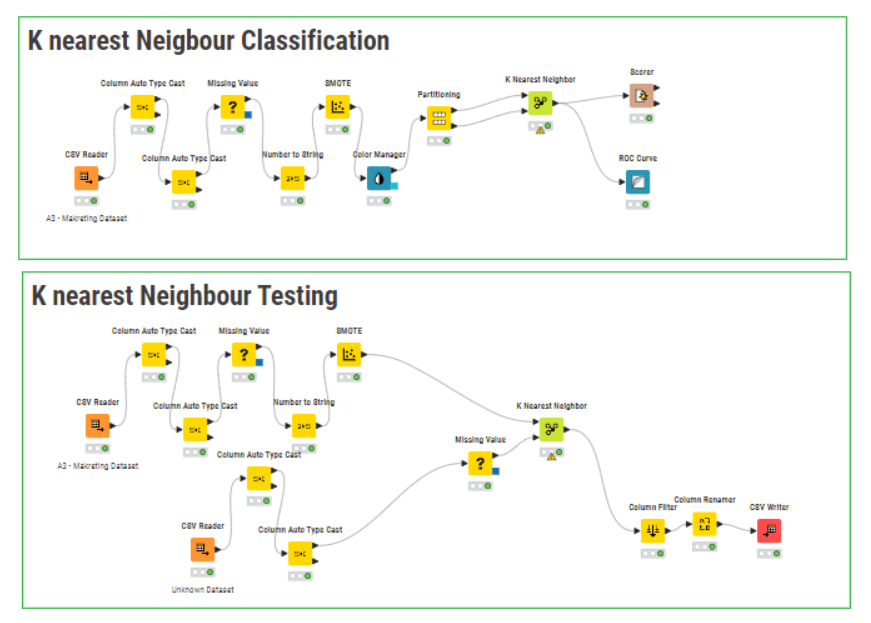 K nearest Neigbour Classification
Column Auto Type Cast
Missing Value
SMOTE
Partitioning
K Nearest Neighbor
Scorer
CSV Reader
Column Auto Type Cast
Number to String
Color Manager
ROC Curve
A3 - Makreting Dataset
K nearest Neighbour Testing
Column Auto Type Cast
Missing Value
SMOTE
CSV Reader
Column Auto Type Cast
Number to String
K Nearest Neighbor
A3 - Makreting Dataset
Column Auto Type Cast
Missing Value
CSV Reader
Column Auto Type Cast
Column Filter
Column Renamer
CSV Writer
Unknown Dataset